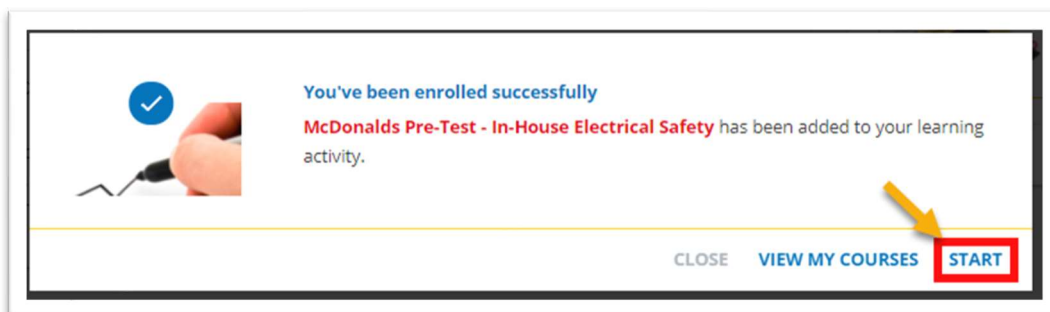 You've been enrolled successfully
McDonalds Pre-Test - In-House Electrical Safety has been added to your learning
activity.
CLOSE VIEW MY COURSES START